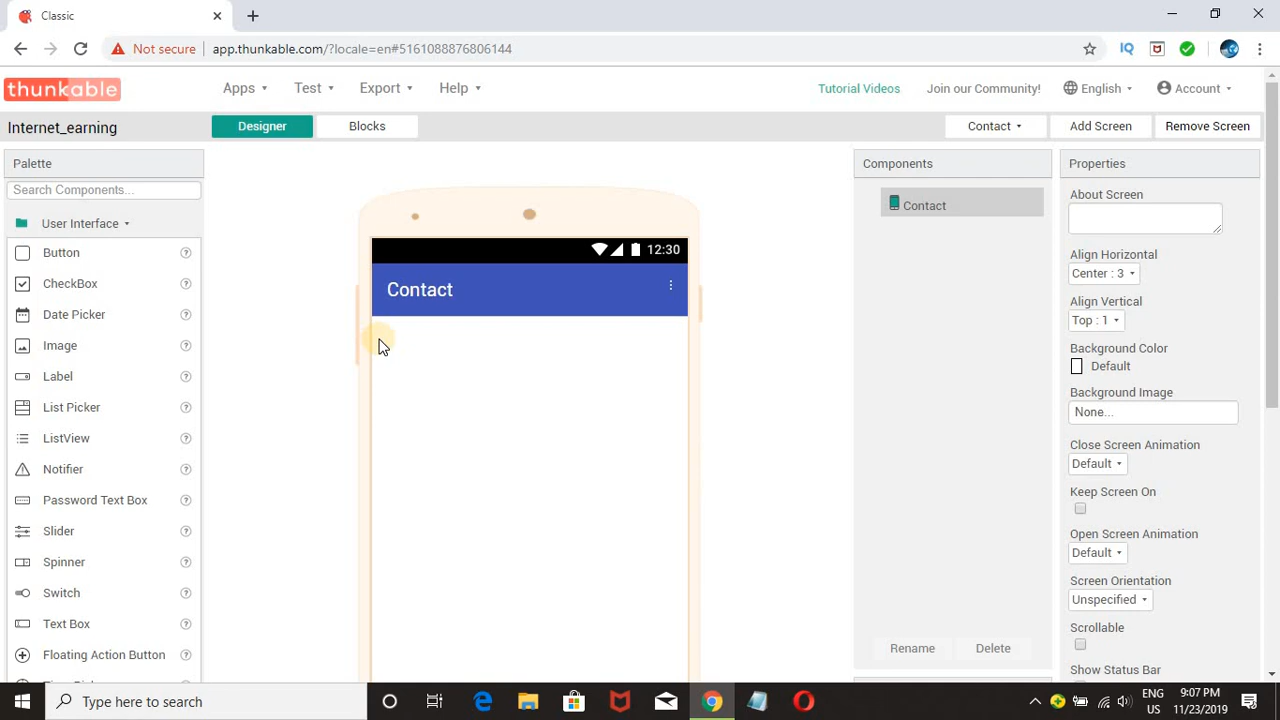 Classic
Not secure
app.thunkable.com/?locale=en#5161088876806144
IQ
thunkable
Apps
Test
Export
Help
Tutorial Videos
Join our Community!
English
Account
Internet_earning
Designer
Blocks
Contact
Add Screen
Remove Screen
Palette
Components
Properties
Search Components...
User Interface
Button
CheckBox
Date Picker
Image
Label
List Picker
ListView
Notifier
Password Text Box
Slider
Spinner
Switch
Text Box
Floating Action Button
12:30
Contact
Contact
Rename
Delete
About Screen
Align Horizontal
Center : 3
Align Vertical
Top : 1
Background Color
Default
Background Image
None...
Close Screen Animation
Default
Keep Screen On
Open Screen Animation
Default
Screen Orientation
Unspecified
Scrollable
Show Status Bar
Type here to search
ENG
US
9:07 PM
11/23/2019